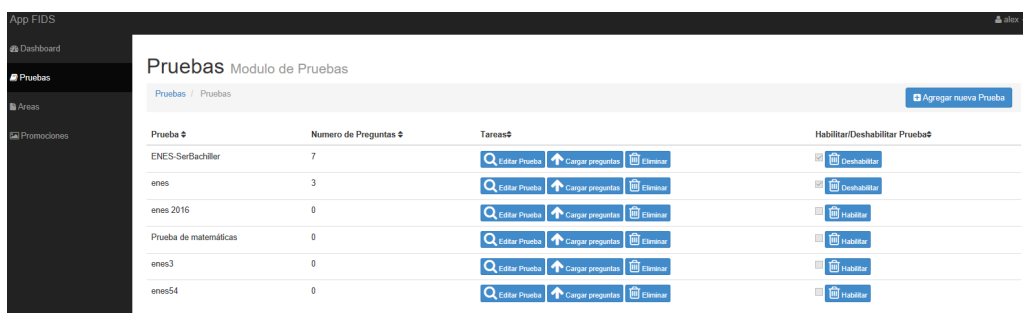 App FIDS alex
Dashboard
Pruebas
Areas
Promociones
Pruebas Modulo de Pruebas
Pruebas / Pruebas
Agregar nueva Prueba
Prueba Numero de Preguntas Tareas Habilitar/Deshabilitar Prueba
ENES-SerBachiller 7 Editar Prueba Cargar preguntas Eliminar Deshabilitar
enes 3 Editar Prueba Cargar preguntas Eliminar Deshabilitar
enes 2016 0 Editar Prueba Cargar preguntas Eliminar Habilitar
Prueba de matemáticas 0 Editar Prueba Cargar preguntas Eliminar Habilitar
enes3 0 Editar Prueba Cargar preguntas Eliminar Habilitar
enes54 0 Editar Prueba Cargar preguntas Eliminar Habilitar